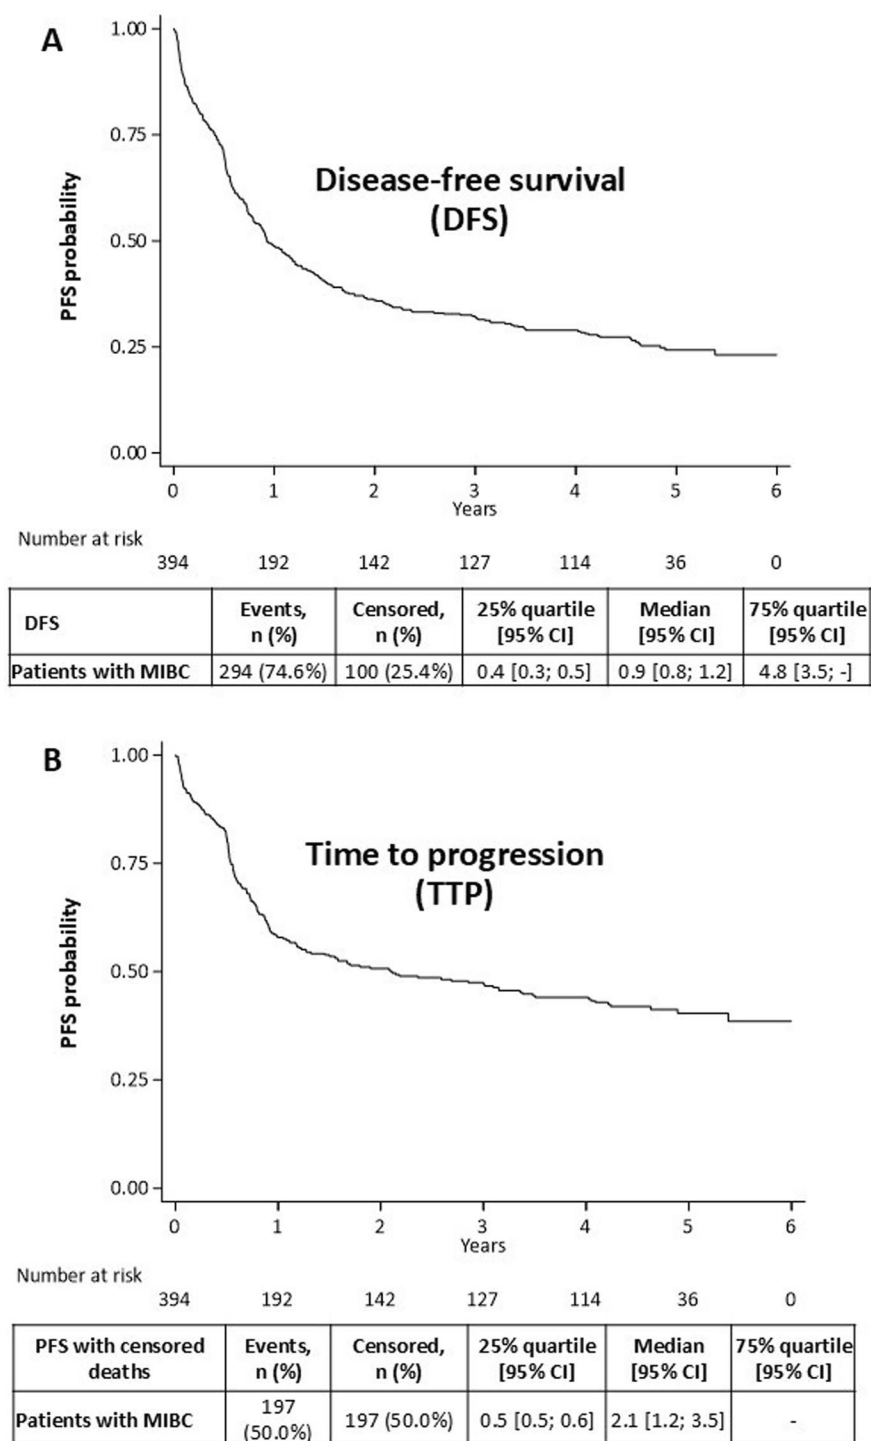 A
1.00
0.75
0.50
0.25
0.00
PFS probability
Disease-free survival
(DFS)
0 1 2 3 4 5 6
Years
Number at risk
394 192 142 127 114 36 0
DFS Events, n (%) Censored, n (%) 25% quartile [95% CI] Median [95% CI] 75% quartile [95% CI]
Patients with MIBC 294 (74.6%) 100 (25.4%) 0.4 [0.3; 0.5] 0.9 [0.8; 1.2] 4.8 [3.5; -]
B
1.00
0.75
0.50
0.25
0.00
PFS probability
Time to progression
(TTP)
0 1 2 3 4 5 6
Years
Number at risk
394 192 142 127 114 36 0
PFS with censored deaths Events, n (%) Censored, n (%) 25% quartile [95% CI] Median [95% CI] 75% quartile [95% CI]
Patients with MIBC 197 (50.0%) 197 (50.0%) 0.5 [0.5; 0.6] 2.1 [1.2; 3.5] -